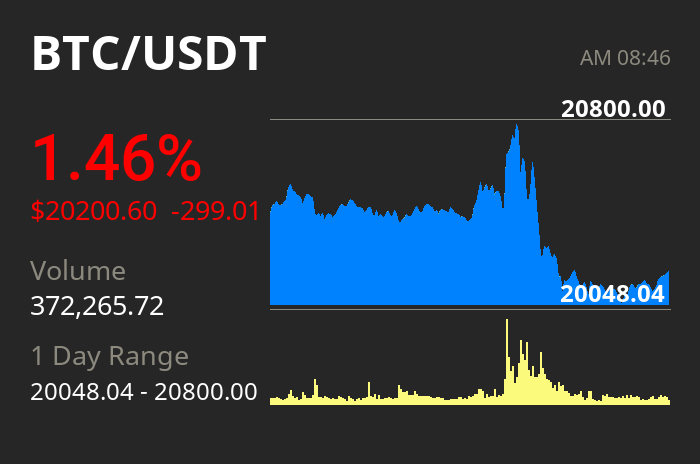 BTC/USDT
AM 08:46
20800.00
1.46%
$20200.60 -299.01
Volume
372,265.72
20048.04
1 Day Range
20048.04 - 20800.00